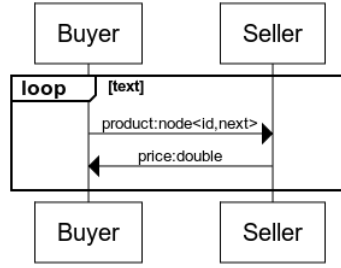 Buyer
Seller
loop
[text]
product:node<id,next>
price:double
Buyer
Seller